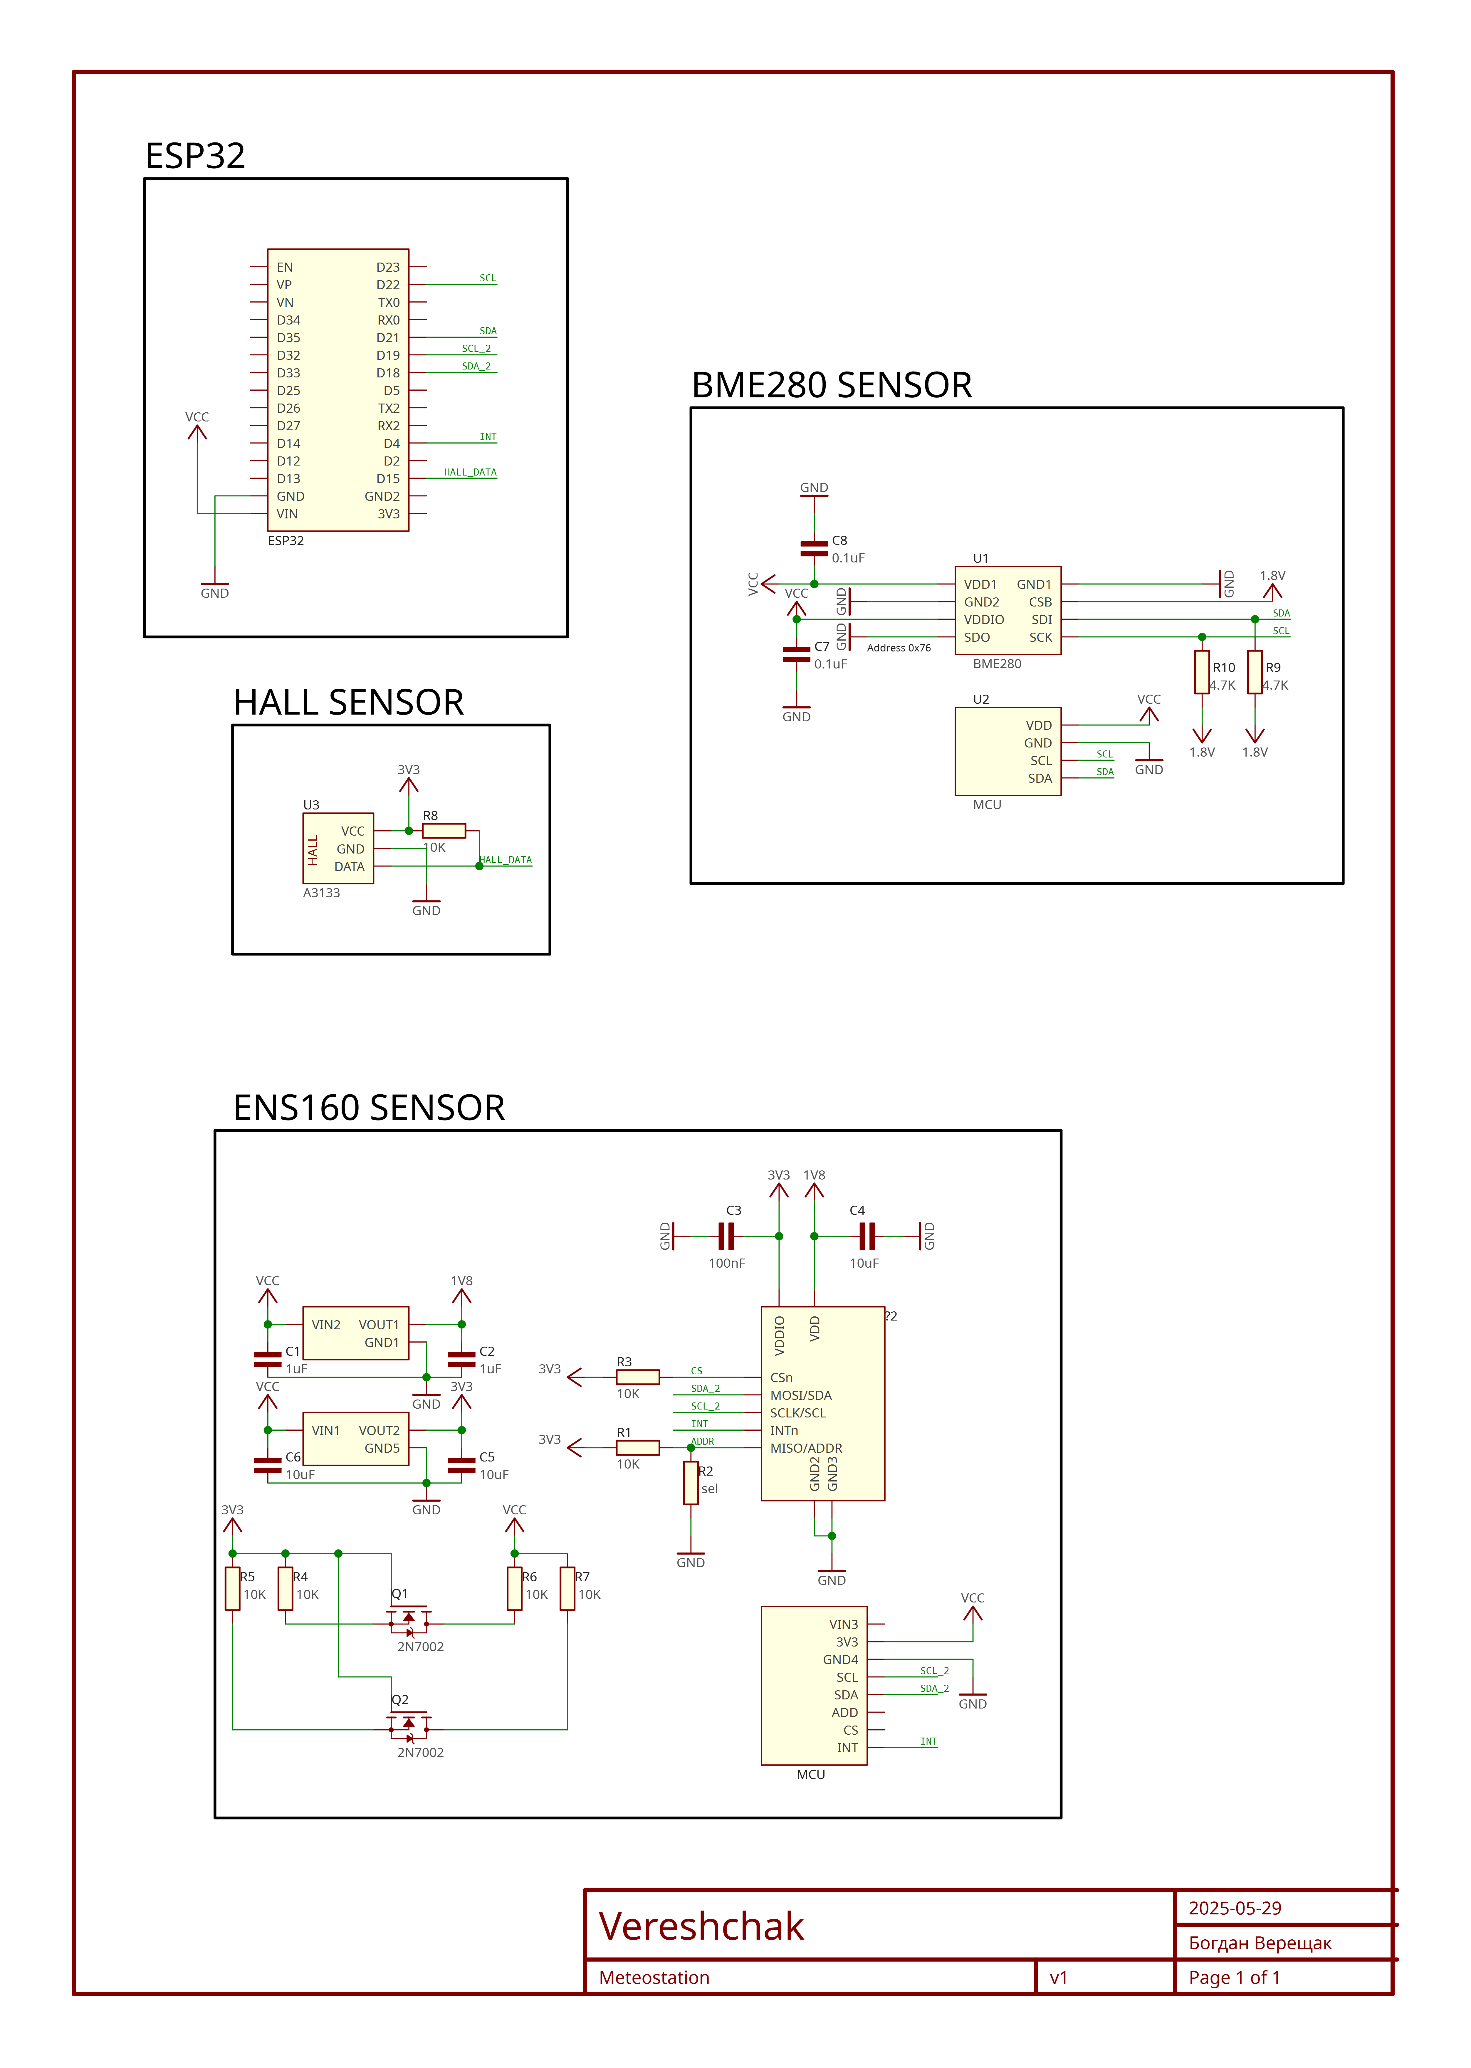 ESP32
EN
VP
VN
D34
D35
D32
D33
D25
D26
D27
D14
D12
D13
GND
VIN
D23
D22
TX0
RX0
D21
D19
D18
D5
TX2
RX2
D4
D2
D15
GND2
3V3
SCL
SDA
SCL_2
SDA_2
INT
HALL_DATA
VCC
GND
ESP32
BME280 SENSOR
GND
C8
0.1uF
VCC
VCC
GND
GND
C7
0.1uF
GND
Address 0x76
U1
VDD1
GND2
VDDIO
SDO
GND1
CSB
SDI
SCK
BME280
GND
1.8V
SDA
SCL
R10
4.7K
R9
4.7K
1.8V
1.8V
U2
VDD
GND
SCL
SDA
MCU
VCC
GND
SCL
SDA
HALL SENSOR
3V3
U3
HALL
VCC
GND
DATA
A3133
R8
10K
HALL_DATA
GND
ENS160 SENSOR
VCC
1V8
VIN2
VOUT1
GND1
C1
1uF
C2
1uF
GND
VCC
3V3
VIN1
VOUT2
GND5
C6
10uF
C5
10uF
GND
3V3
VCC
R5
10K
R4
10K
R6
10K
R7
10K
Q1
2N7002
Q2
2N7002
3V3
1V8
GND
C3
100nF
C4
10uF
GND
?2
VDDIO
VDD
CSn
MOSI/SDA
SCLK/SCL
INTn
MISO/ADDR
GND2
GND3
3V3
R3
10K
CS
SDA_2
SCL_2
INT
3V3
R1
10K
ADDR
R2
sel
GND
GND
VIN3
3V3
GND4
SCL
SDA
ADD
CS
INT
MCU
VCC
GND
SCL_2
SDA_2
INT
Vereshchak
2025-05-29
Богдан Верещак
Meteostation
v1
Page 1 of 1